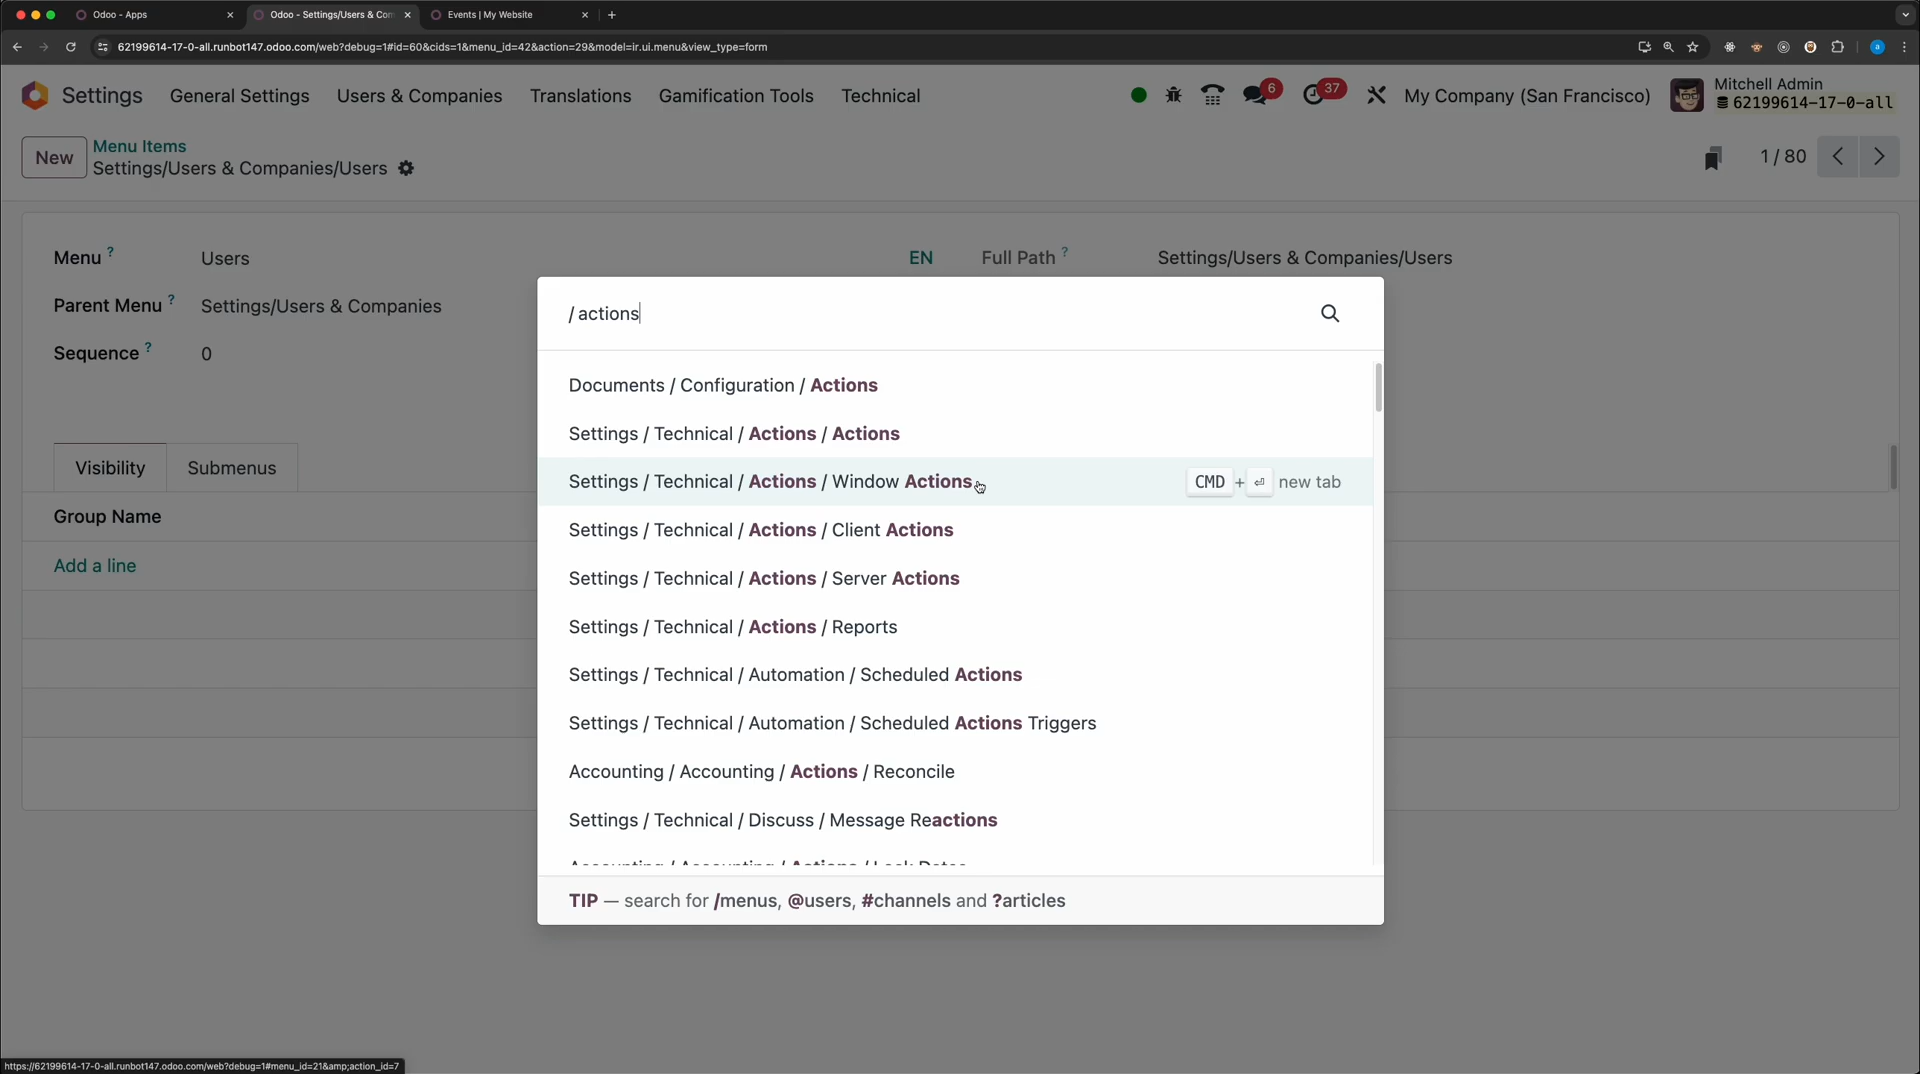 Odoo - Apps
Odoo - Settings/Users & Con
Events | My Website
62199614-17-0-all.runbot147.odoo.com/web?debug=1#id=60&cids=1&menu_id=42&action=29&model=ir.ui.menu&view_type=form
a
Settings General Settings Users & Companies Translations Gamification Tools Technical
6 37 My Company (San Francisco) Mitchell Admin
62199614-17-0-all
New Menu Items
Settings/Users & Companies/Users
1 / 80
Menu ? Users EN Full Path ? Settings/Users & Companies/Users
Parent Menu ? Settings/Users & Companies
Sequence ? 0
Visibility Submenus
Group Name
Add a line
/ actions
Documents / Configuration / Actions
Settings / Technical / Actions / Actions
Settings / Technical / Actions / Window Actions CMD + ⏎ new tab
Settings / Technical / Actions / Client Actions
Settings / Technical / Actions / Server Actions
Settings / Technical / Actions / Reports
Settings / Technical / Automation / Scheduled Actions
Settings / Technical / Automation / Scheduled Actions Triggers
Accounting / Accounting / Actions / Reconcile
Settings / Technical / Discuss / Message Reactions
Accounting / Accounting / Actions / Lock Dates
TIP — search for /menus, @users, #channels and ?articles
https://62199614-17-0-all.runbot147.odoo.com/web?debug=1#menu_id=21&amp;action_id=7